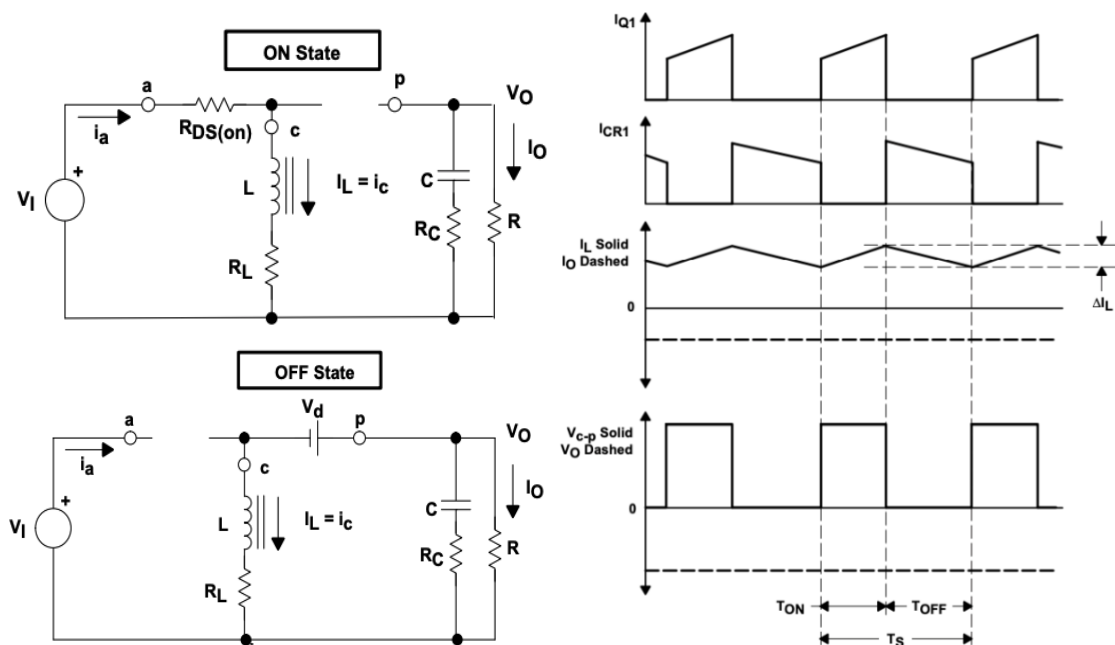 ON State
a
p
V_O
+
i_a
R_DS(on)
c
I_O
V_I
L
I_L = i_c
C
R_C
R
R_L
OFF State
V_d
a
p
V_O
+
i_a
c
I_O
V_I
L
I_L = i_c
C
R_C
R
R_L
I_Q1
I_CR1
I_L Solid
I_O Dashed
0
ΔI_L
V_c-p Solid
V_O Dashed
0
T_ON
T_OFF
T_S